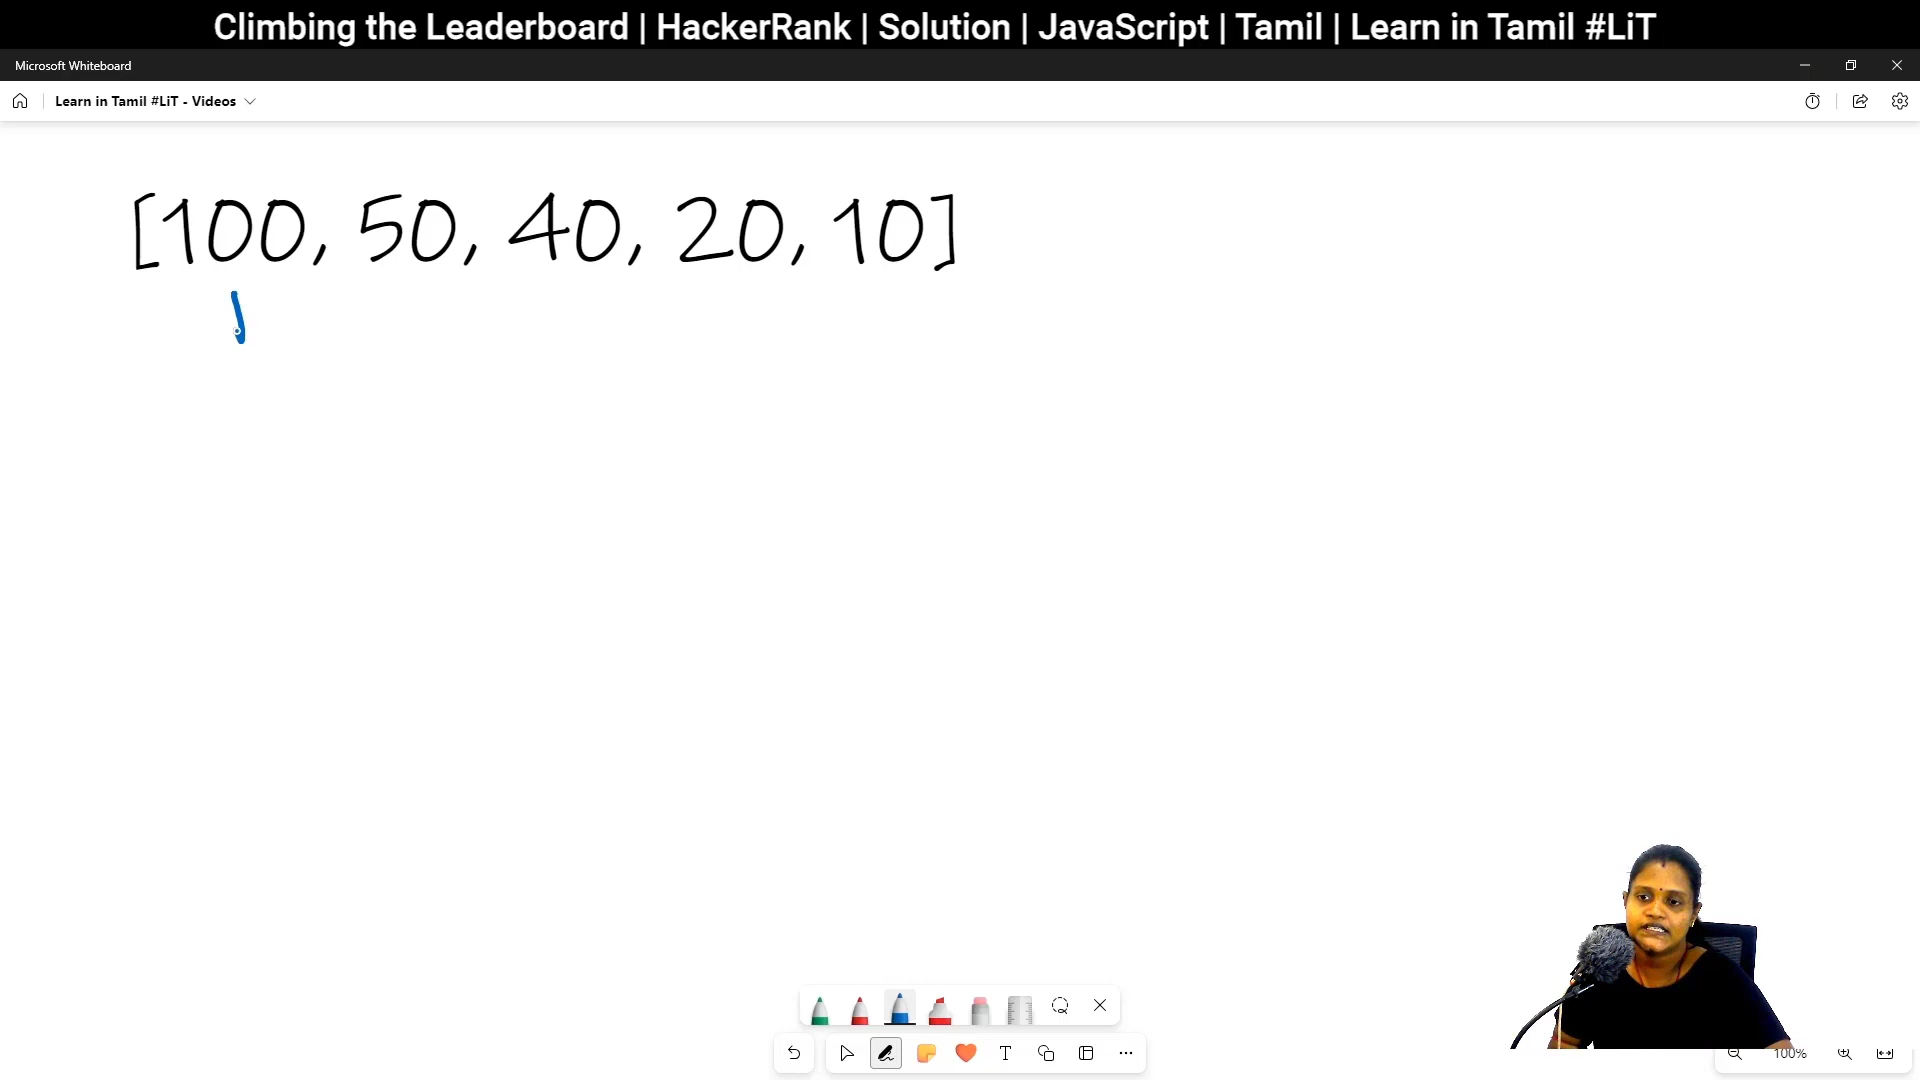 Climbing the Leaderboard | HackerRank | Solution | JavaScript | Tamil | Learn in Tamil #LiT
Microsoft Whiteboard
Learn in Tamil #LiT - Videos
[100, 50, 40, 20, 10]
100%